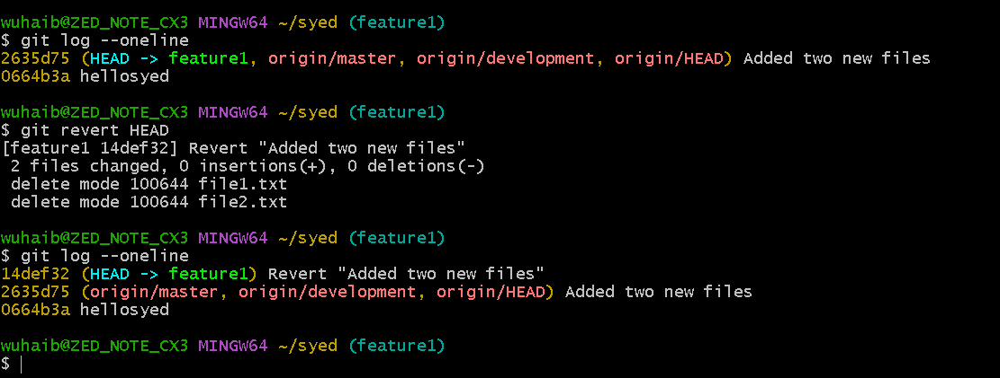 wuhaib@ZED_NOTE_CX3 MINGW64 ~/syed (feature1)
$ git log --oneline
2635d75 (HEAD -> feature1, origin/master, origin/development, origin/HEAD) Added two new files
0664b3a hellosyed
wuhaib@ZED_NOTE_CX3 MINGW64 ~/syed (feature1)
$ git revert HEAD
[feature1 14def32] Revert "Added two new files"
 2 files changed, 0 insertions(+), 0 deletions(-)
 delete mode 100644 file1.txt
 delete mode 100644 file2.txt
wuhaib@ZED_NOTE_CX3 MINGW64 ~/syed (feature1)
$ git log --oneline
14def32 (HEAD -> feature1) Revert "Added two new files"
2635d75 (origin/master, origin/development, origin/HEAD) Added two new files
0664b3a hellosyed
wuhaib@ZED_NOTE_CX3 MINGW64 ~/syed (feature1)
$